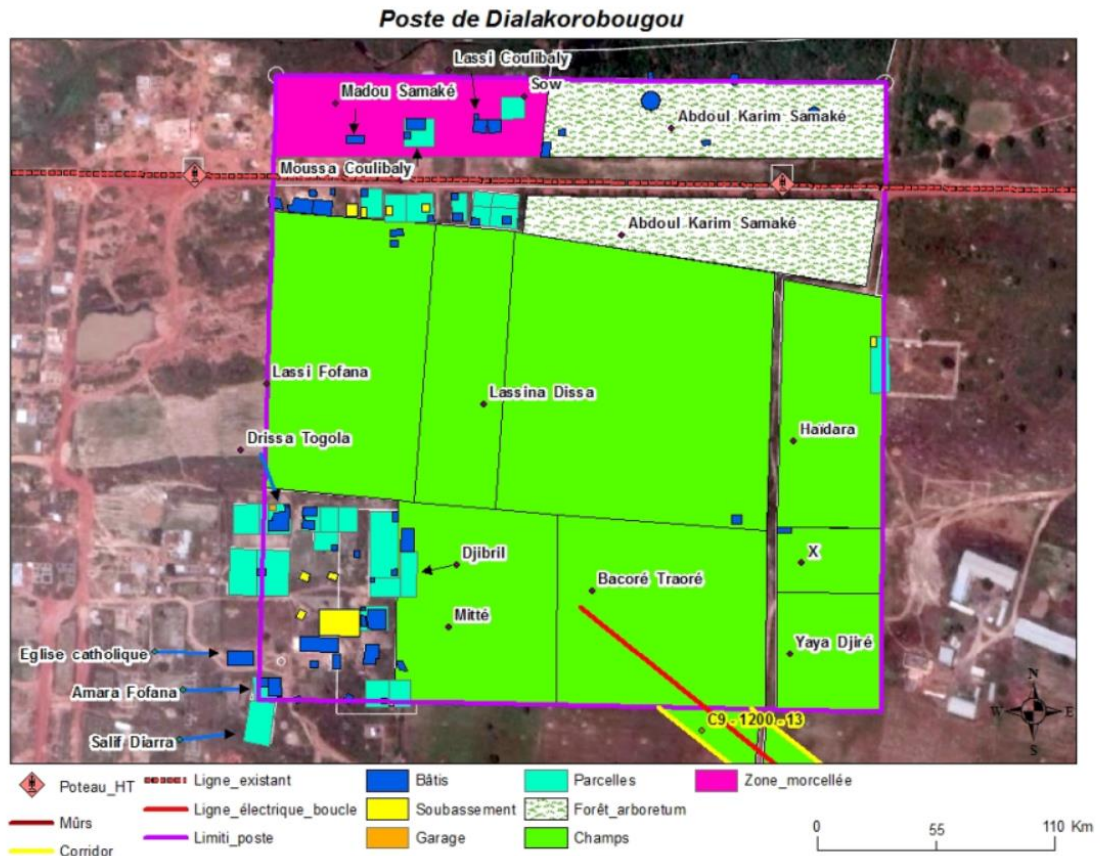 Poste de Dialakorobougou
Lassi Coulibaly
Madou Samaké
Sow
Abdoul Karim Samaké
Moussa Coulibaly
Abdoul Karim Samaké
Lassi Fofana
Lassina Dissa
Haïdara
Drissa Togola
Djibril
X
Bacoré Traoré
Mitté
Yaya Djiré
Eglise catholique
Amara Fofana
Salif Diarra
C9 - 1200 - 13
N
W E
S
Poteau_HT
Ligne_existant
Bâtis
Parcelles
Zone_morcellée
Mûrs
Ligne_électrique_boucle
Soubassement
Forêt_arboretum
Corridor
Limiti_poste
Garage
Champs
0 55 110 Km